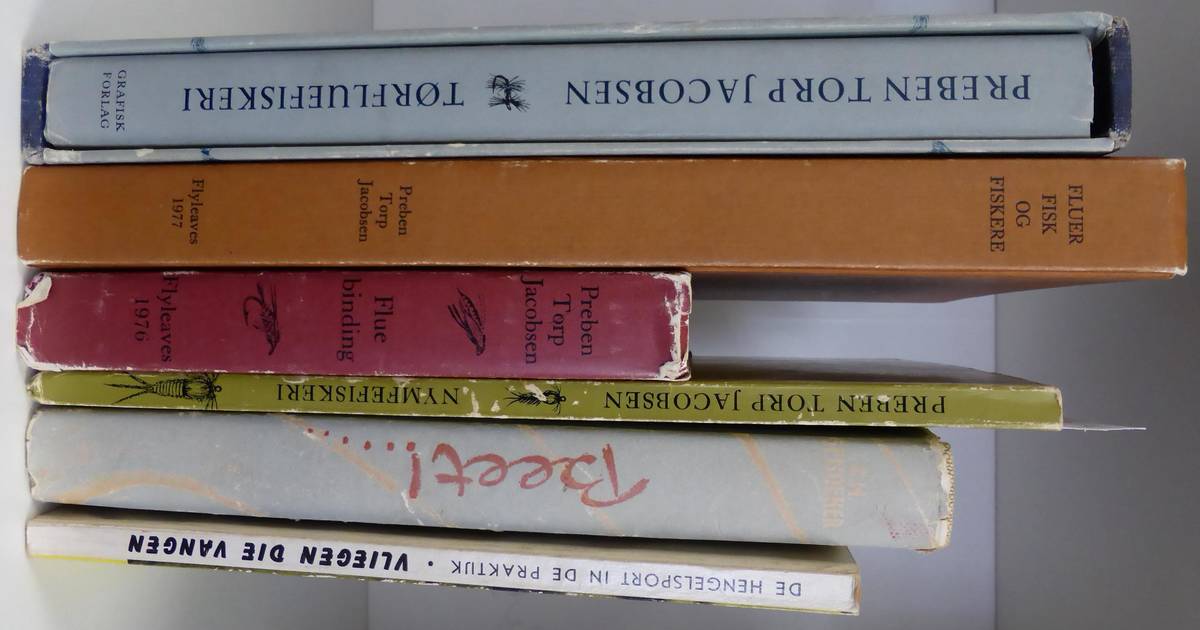 PREBEN TORP JACOBSEN
TØRFLUEFISKERI
GRAFISK
FORLAG
FLUER
FISK
OG
FISKERE
Preben
Torp
Jacobsen
Flyleaves
1977
Preben
Torp
Jacobsen
Flue
binding
Flyleaves
1976
PREBEN TORP JACOBSEN
NYMFEFISKERI
Beet!
DE HENGELSPORT IN DE PRAKTIJK • VLIEGEN DIE VANGEN